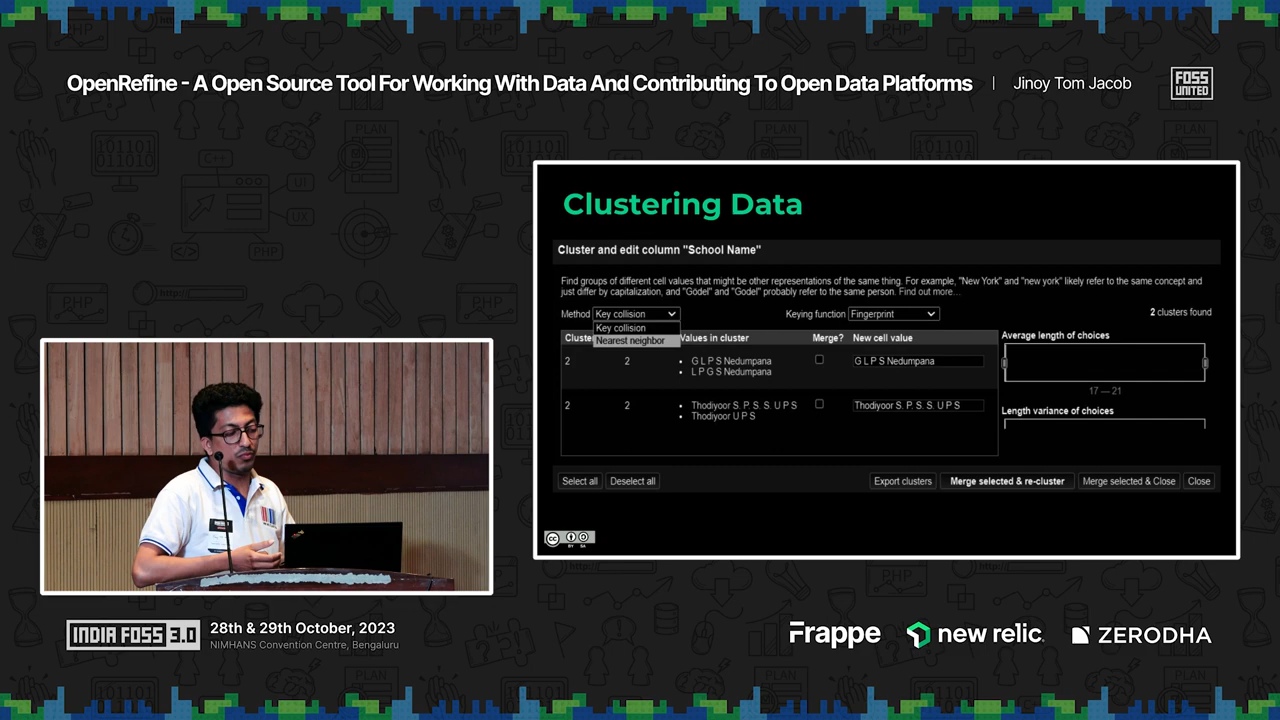 OpenRefine - A Open Source Tool For Working With Data And Contributing To Open Data Platforms
Jinoy Tom Jacob
FOSS
UNITED
Clustering Data
Cluster and edit column "School Name"
Find groups of different cell values that might be other representations of the same thing. For example, "New York" and "new york" likely refer to the same concept and
just differ by capitalization, and "Gödel" and "Godel" probably refer to the same person. Find out more...
Method Key collision
Keying function Fingerprint
2 clusters found
Key collision
Nearest neighbor
Values in cluster
Merge?
New cell value
Average length of choices
2 2 G L P S Nedumpana G L P S Nedumpana
L P G S Nedumpana
17 — 21
2 2 Thodiyoor S. P. S. S. U P S Thodiyoor S. P. S. S. U P S
Thodiyoor U P S
Length variance of choices
Select all
Deselect all
Export clusters
Merge selected & re-cluster
Merge selected & Close
Close
CC BY SA
INDIA FOSS 3.0
28th & 29th October, 2023
NIMHANS Convention Centre, Bengaluru
Frappe
new relic
ZERODHA